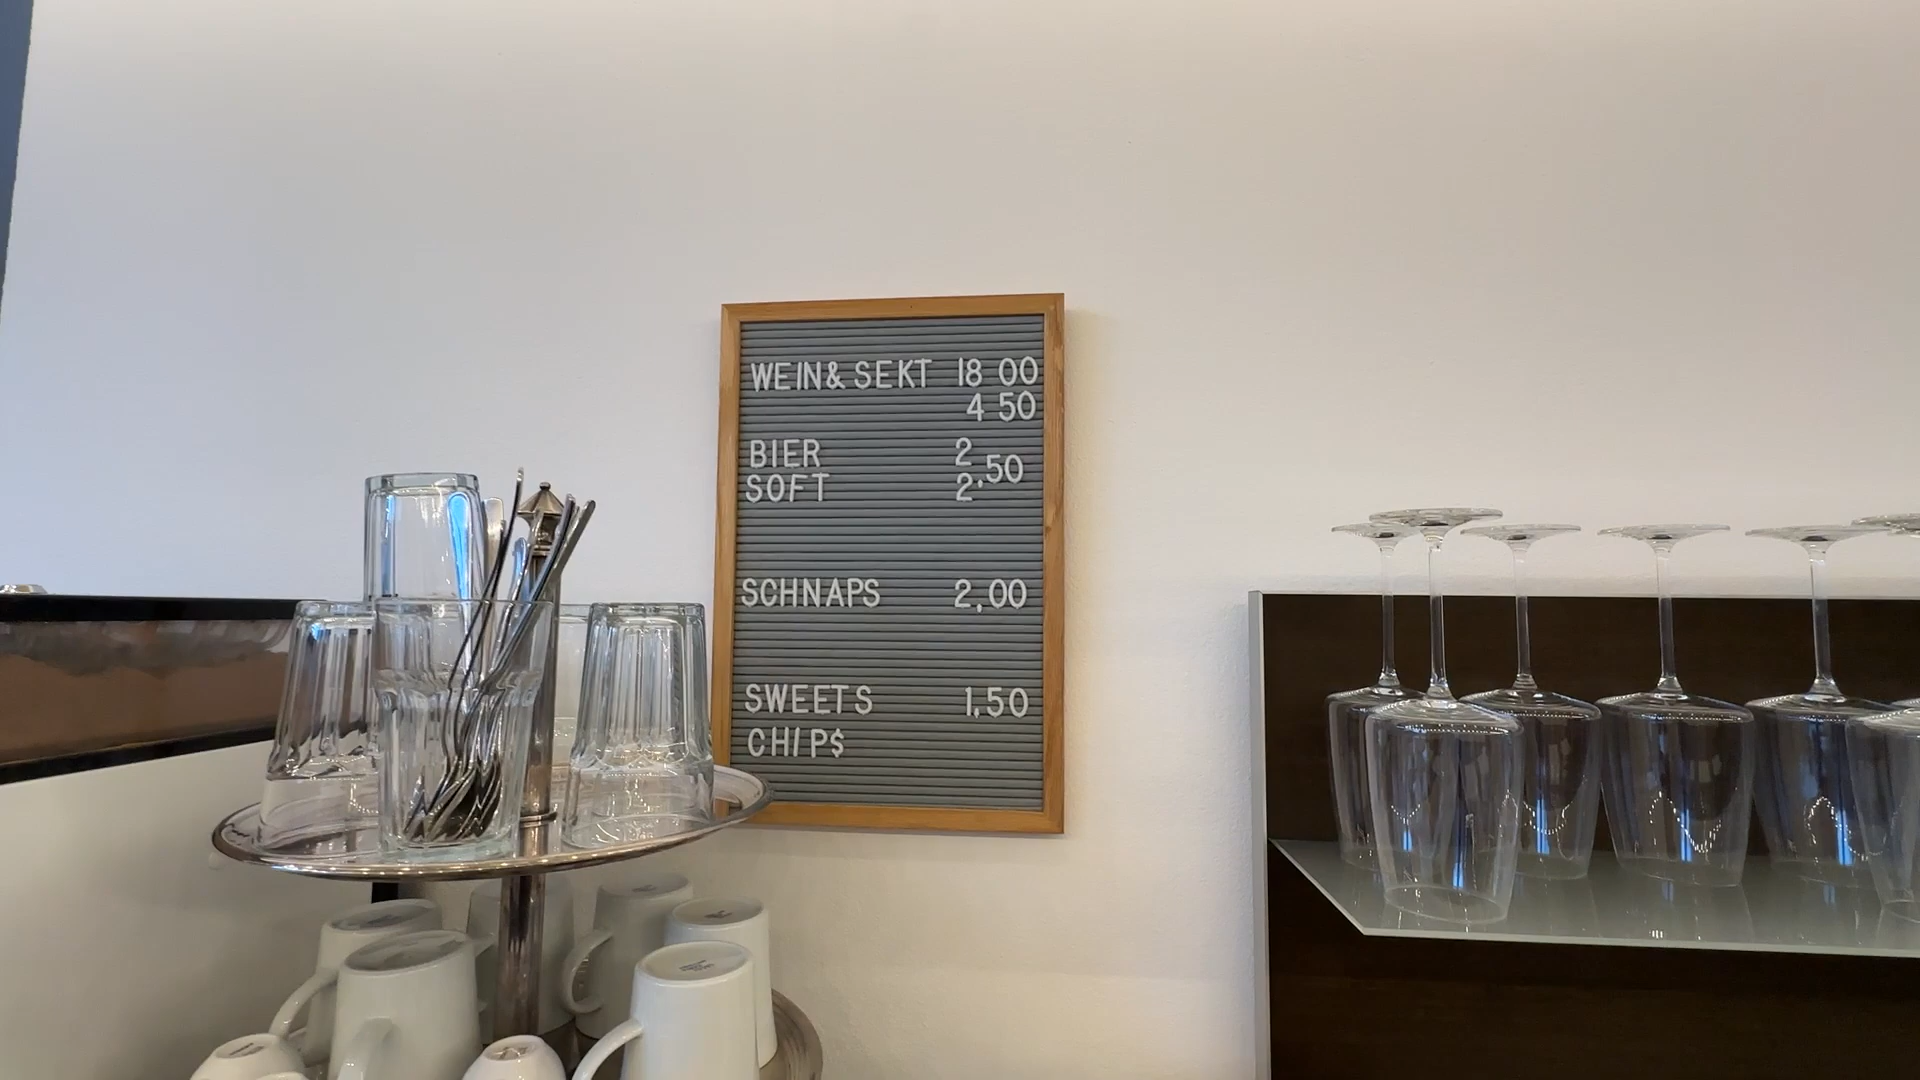 WEIN & SEKT 18 00
4 50
BIER 2
.50
SOFT 2
SCHNAPS 2,00
SWEETS 1,50
CHIP$